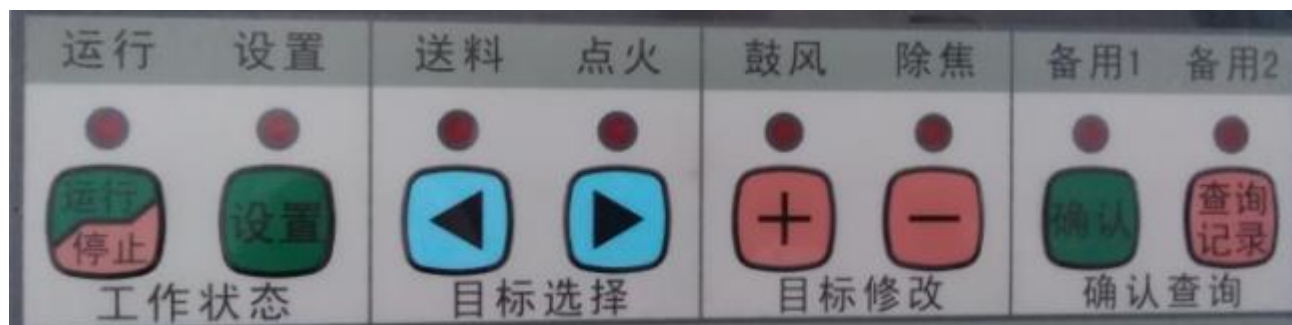 运行 设置 送料 点火 鼓风 除焦 备用1 备用2
运行 设置 ＋ － 确认 查询
停止 记录
工作状态 目标选择 目标修改 确认查询